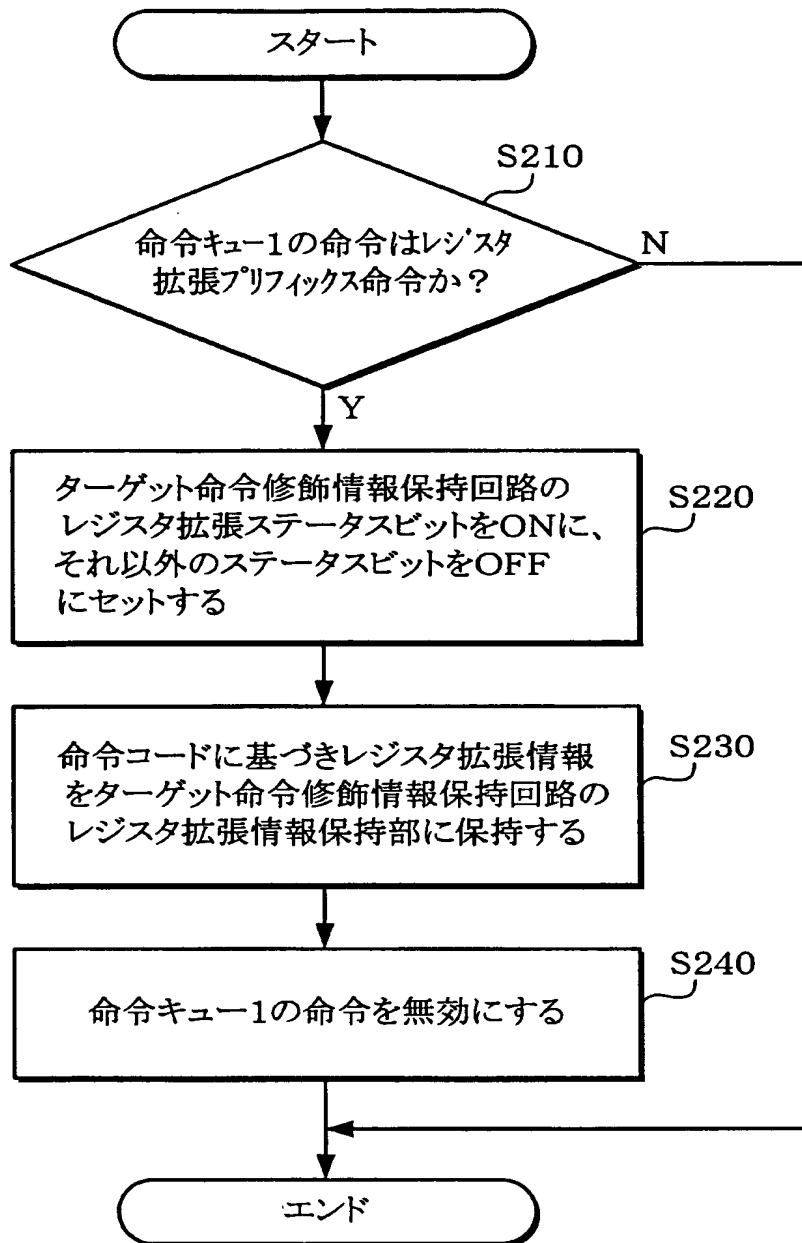 スタート
S210
命令キュー1の命令はレジスタ
拡張プリフィックス命令か?
N
Y
ターゲット命令修飾情報保持回路の
レジスタ拡張ステータスビットをONに、
それ以外のステータスビットをOFF
にセットする
S220
命令コードに基づきレジスタ拡張情報
をターゲット命令修飾情報保持回路の
レジスタ拡張情報保持部に保持する
S230
命令キュー1の命令を無効にする
S240
エンド